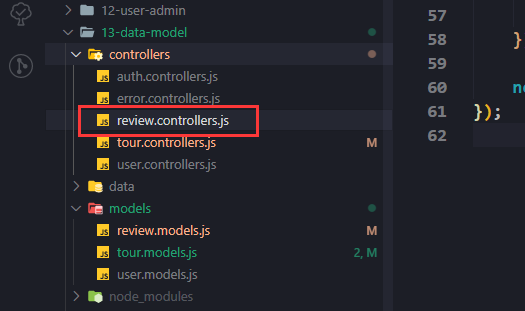 12-user-admin
13-data-model
controllers
JS auth.controllers.js
JS error.controllers.js
JS review.controllers.js
JS tour.controllers.js M
JS user.controllers.js
data
models
JS review.models.js M
JS tour.models.js 2, M
JS user.models.js
node_modules
57
58 }
59
60 ne
61 });
62